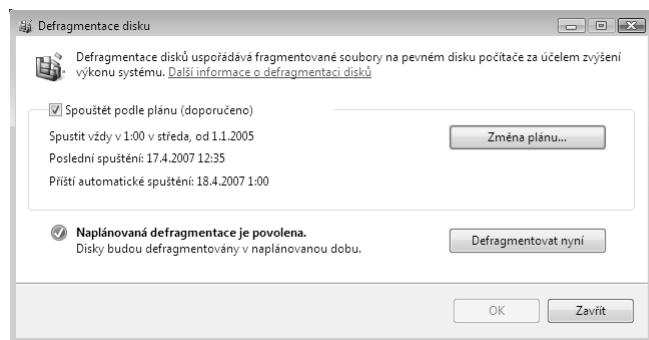 Defragmentace disku
Defragmentace disků uspořádává fragmentované soubory na pevném disku počítače za účelem zvýšení
výkonu systému. Další informace o defragmentaci disků
Spouštět podle plánu (doporučeno)
Spustit vždy v 1:00 v středa, od 1.1.2005
Změna plánu...
Poslední spuštění: 17.4.2007 12:35
Příští automatické spuštění: 18.4.2007 1:00
Naplánovaná defragmentace je povolena.
Disky budou defragmentovány v naplánovanou dobu.
Defragmentovat nyní
OK
Zavřít